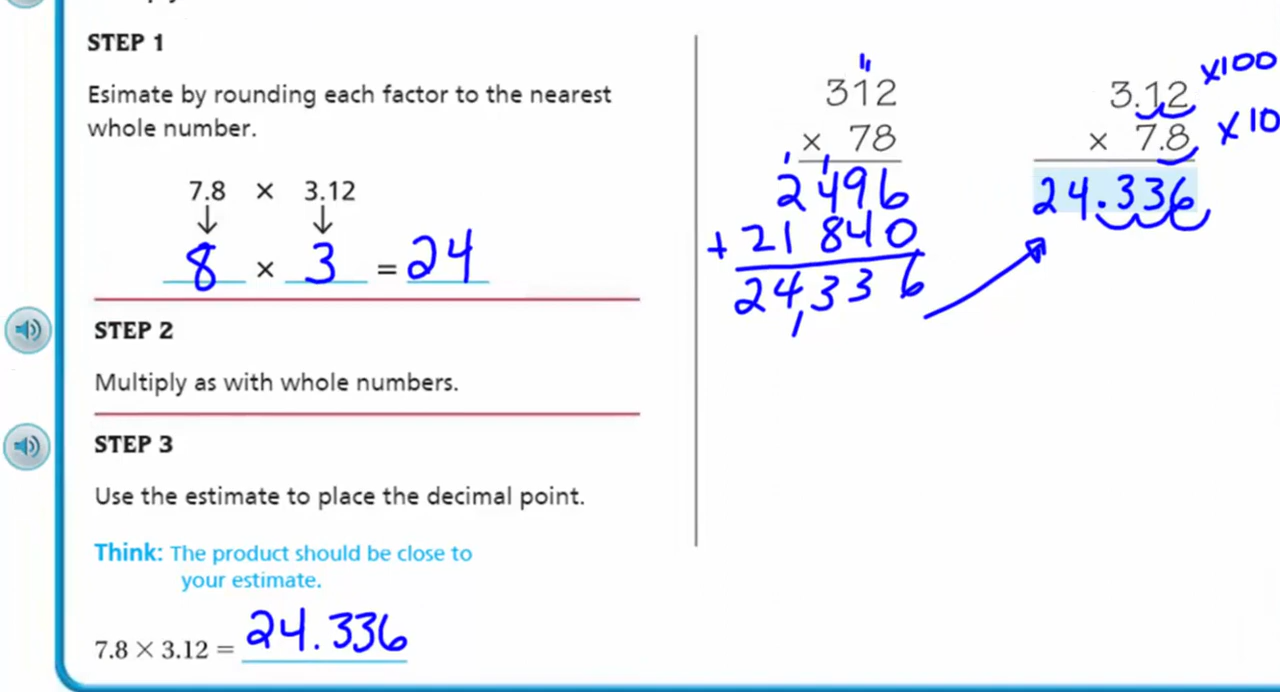 STEP 1
Esimate by rounding each factor to the nearest
whole number.
7.8 × 3.12
8 × 3 = 24
STEP 2
Multiply as with whole numbers.
STEP 3
Use the estimate to place the decimal point.
Think: The product should be close to
your estimate.
7.8 × 3.12 = 24.336
11
312
× 78
1 1
2496
+ 21840
24,336
3.12 ×100
× 7.8 ×10
24.336